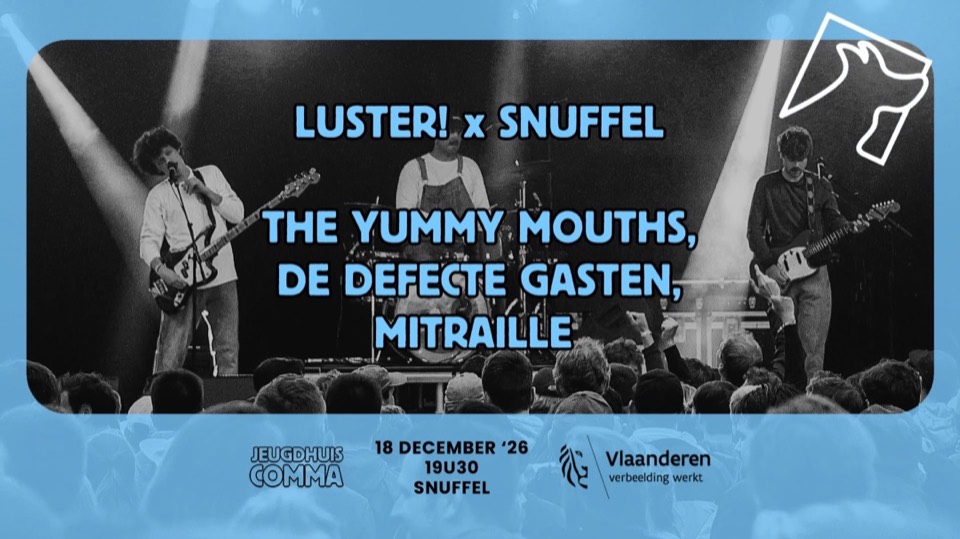 LUSTER! x SNUFFEL
THE YUMMY MOUTHS,
DE DEFECTE GASTEN,
MITRAILLE
JEUGDHUIS
COMMA
18 DECEMBER ‘26
19U30
SNUFFEL
Vlaanderen
verbeelding werkt